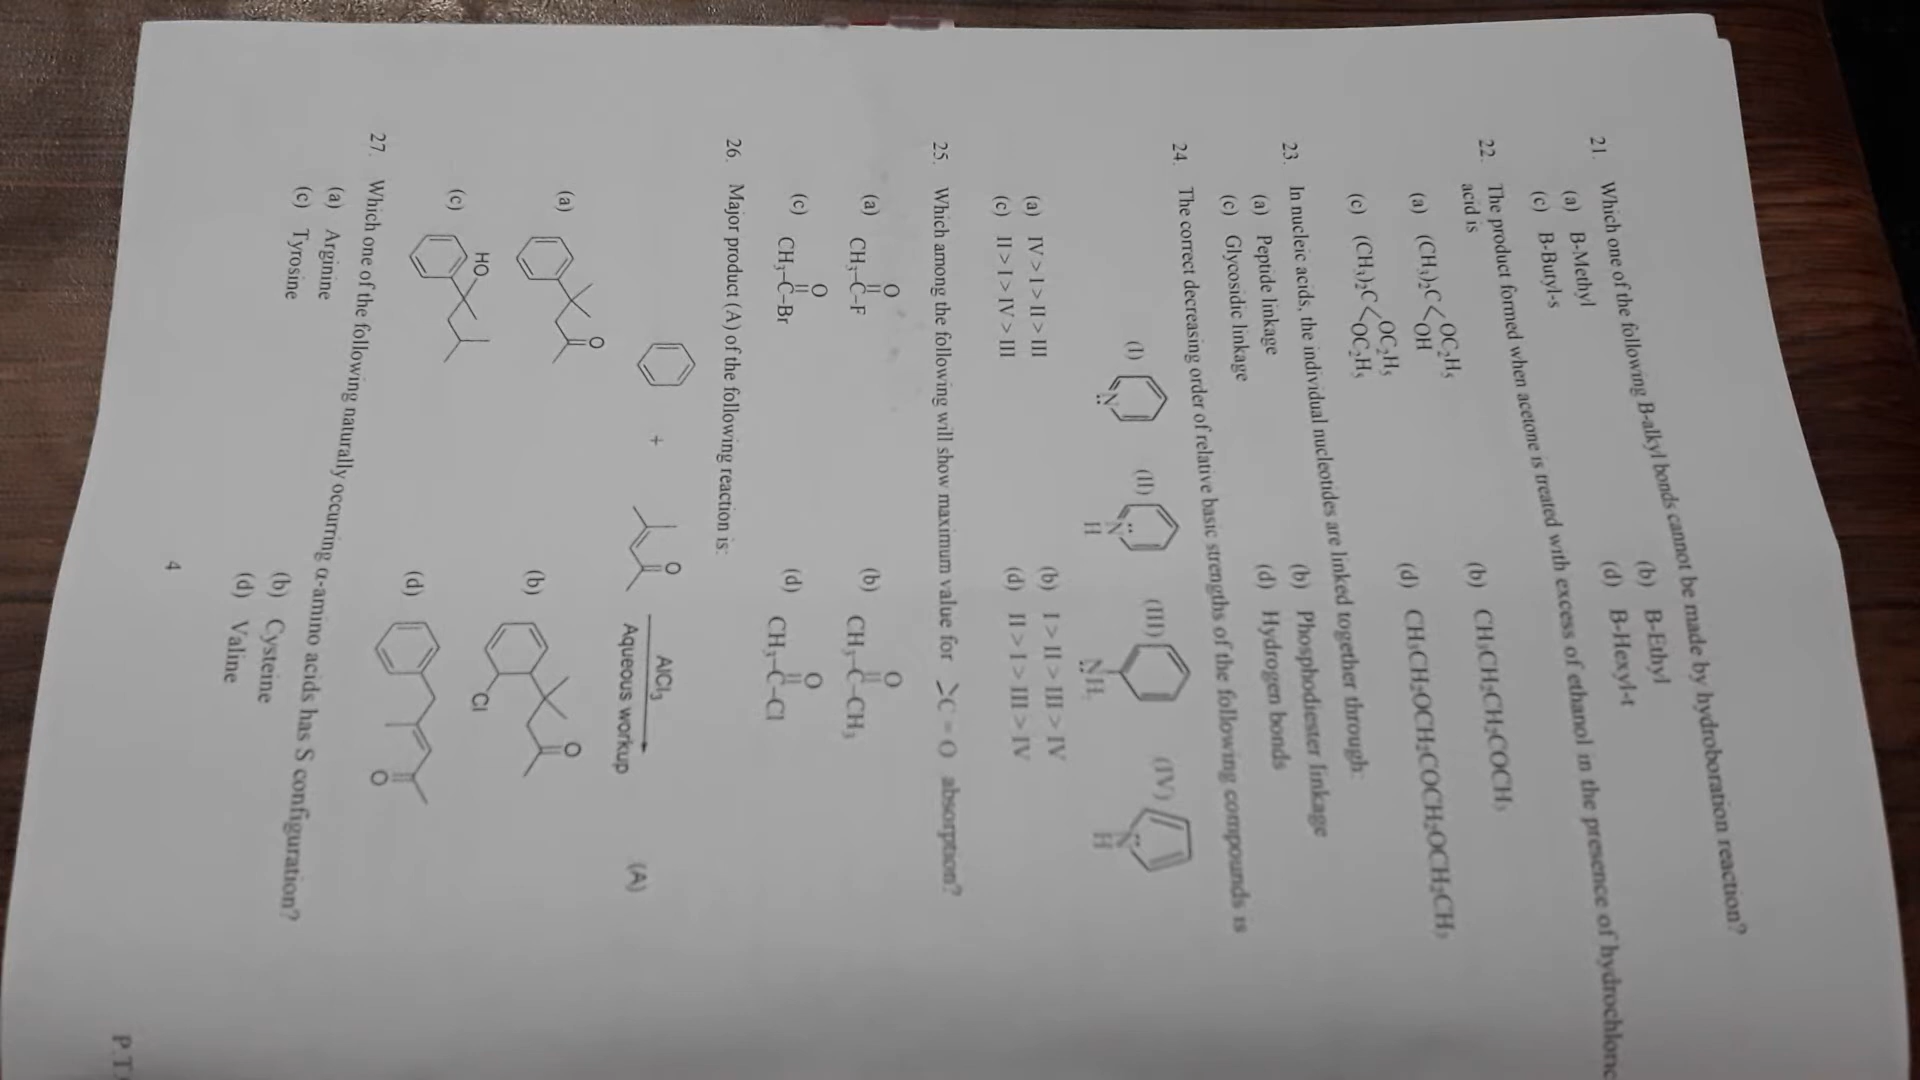 21. Which one of the following B-alkyl bonds cannot be made by hydroboration reaction?
(a) B-Methyl (b) B-Ethyl
(c) B-Butyl-s (d) B-Hexyl-t
22. The product formed when acetone is treated with excess of ethanol in the presence of hydrochloric
acid is
(a) (CH₃)₂C<OC₂H₅ OH (b) CH₃CH₂CH₂COCH₃
(c) (CH₃)₂C<OC₂H₅ OC₂H₅ (d) CH₃CH₂OCH₂COCH₂OCH₂CH₃
23. In nucleic acids, the individual nucleotides are linked together through:
(a) Peptide linkage (b) Phosphodiester linkage
(c) Glycosidic linkage (d) Hydrogen bonds
24. The correct decreasing order of relative basic strengths of the following compounds is
(I) N (II) N H (III) (IV) N H
(a) IV > I > II > III (b) I > II > III > IV
(c) II > I > IV > III (d) II > I > III > IV
25. Which among the following will show maximum value for >C=O absorption?
(a) CH₃-C(=O)-F (b) CH₃-C(=O)-CH₃
(c) CH₃-C(=O)-Br (d) CH₃-C(=O)-Cl
26. Major product (A) of the following reaction is:
+ O AlCl₃ Aqueous workup (A)
(a) O (b) Cl O
(c) HO (d) O
27. Which one of the following naturally occurring α-amino acids has S configuration?
(a) Arginine (b) Cysteine
(c) Tyrosine (d) Valine
4
P.T.